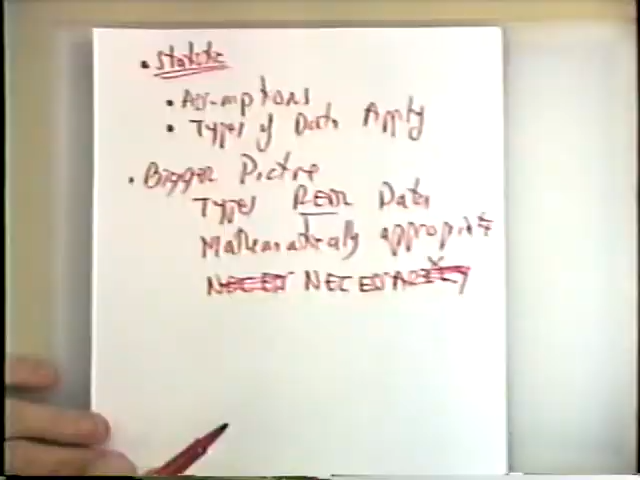 • Statistic
• Assumptions
• Types of Data Apply
• Bigger Picture
Types REAL Data
Mathematically appropriate
NECESSARY